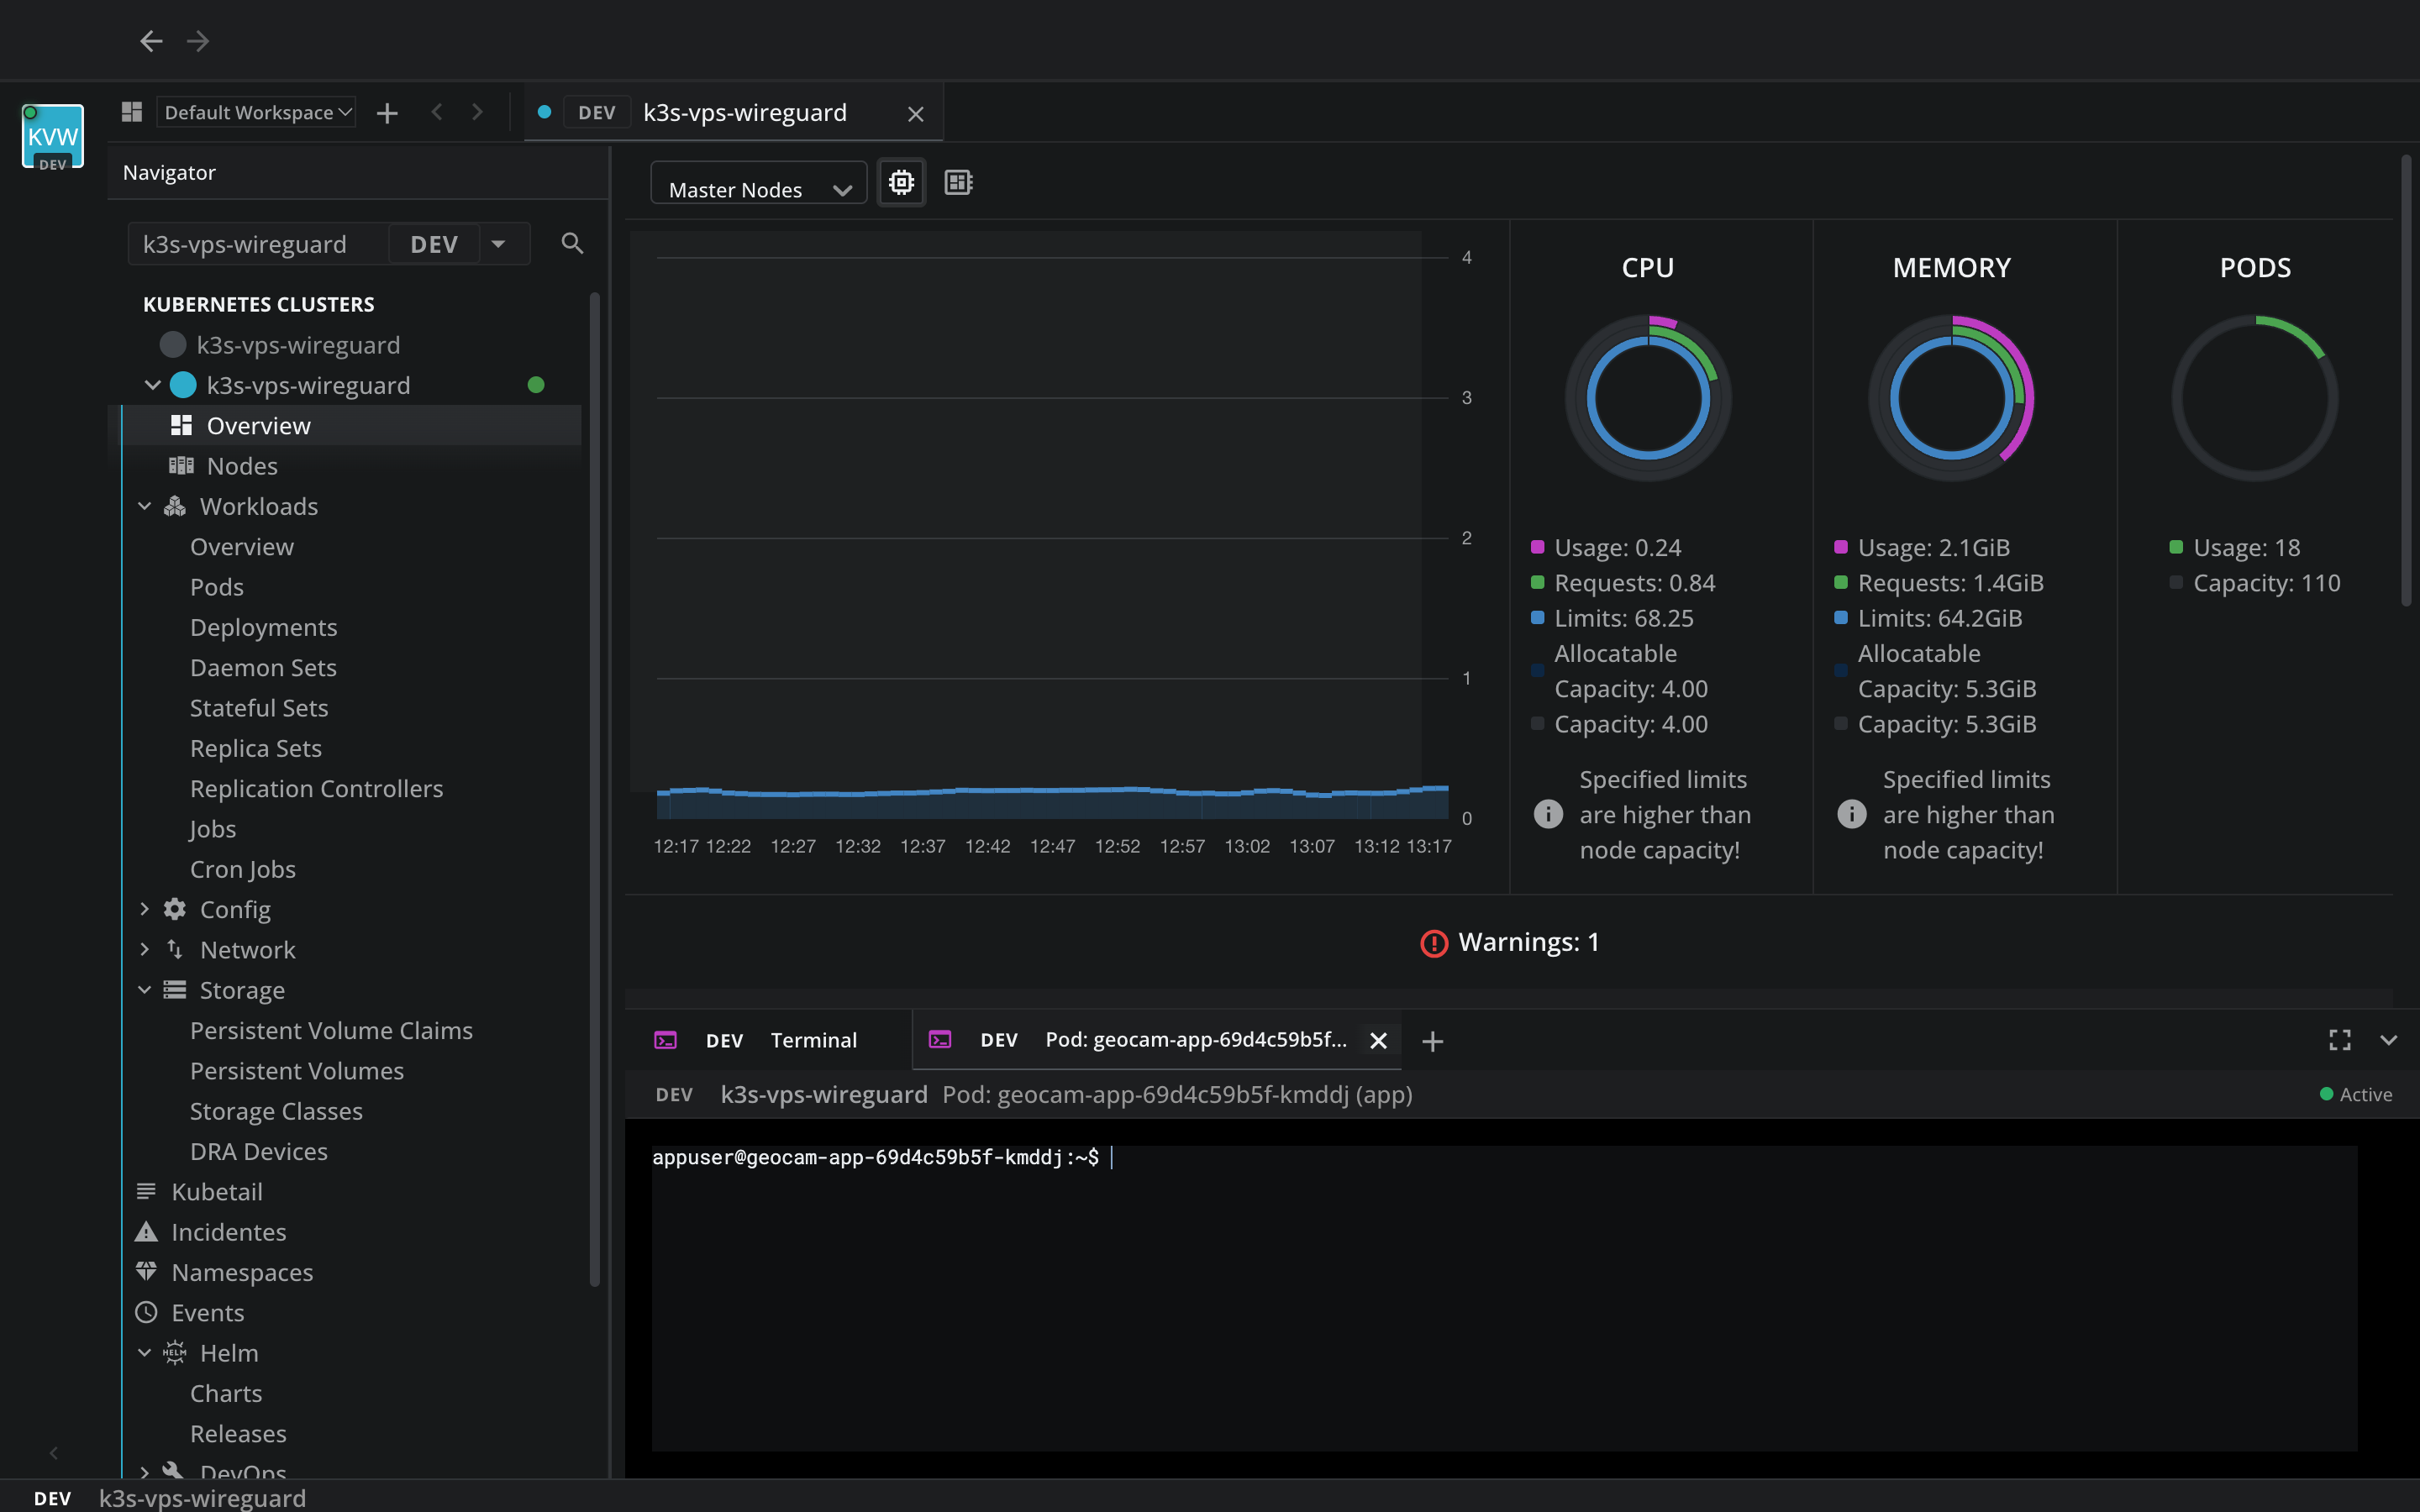 KVW
DEV
Default Workspace
DEV k3s-vps-wireguard
Navigator
k3s-vps-wireguard DEV
KUBERNETES CLUSTERS
k3s-vps-wireguard
k3s-vps-wireguard
Overview
Nodes
Workloads
Overview
Pods
Deployments
Daemon Sets
Stateful Sets
Replica Sets
Replication Controllers
Jobs
Cron Jobs
Config
Network
Storage
Persistent Volume Claims
Persistent Volumes
Storage Classes
DRA Devices
Kubetail
Incidentes
Namespaces
Events
HELM Helm
Charts
Releases
DevOps
Master Nodes
4
3
2
1
0
12:17 12:22 12:27 12:32 12:37 12:42 12:47 12:52 12:57 13:02 13:07 13:12 13:17
CPU
Usage: 0.24
Requests: 0.84
Limits: 68.25
Allocatable
Capacity: 4.00
Capacity: 4.00
Specified limits
are higher than
node capacity!
MEMORY
Usage: 2.1GiB
Requests: 1.4GiB
Limits: 64.2GiB
Allocatable
Capacity: 5.3GiB
Capacity: 5.3GiB
Specified limits
are higher than
node capacity!
PODS
Usage: 18
Capacity: 110
Warnings: 1
DEV Terminal
DEV Pod: geocam-app-69d4c59b5f...
DEV k3s-vps-wireguard Pod: geocam-app-69d4c59b5f-kmddj (app)
Active
appuser@geocam-app-69d4c59b5f-kmddj:~$
DEV k3s-vps-wireguard